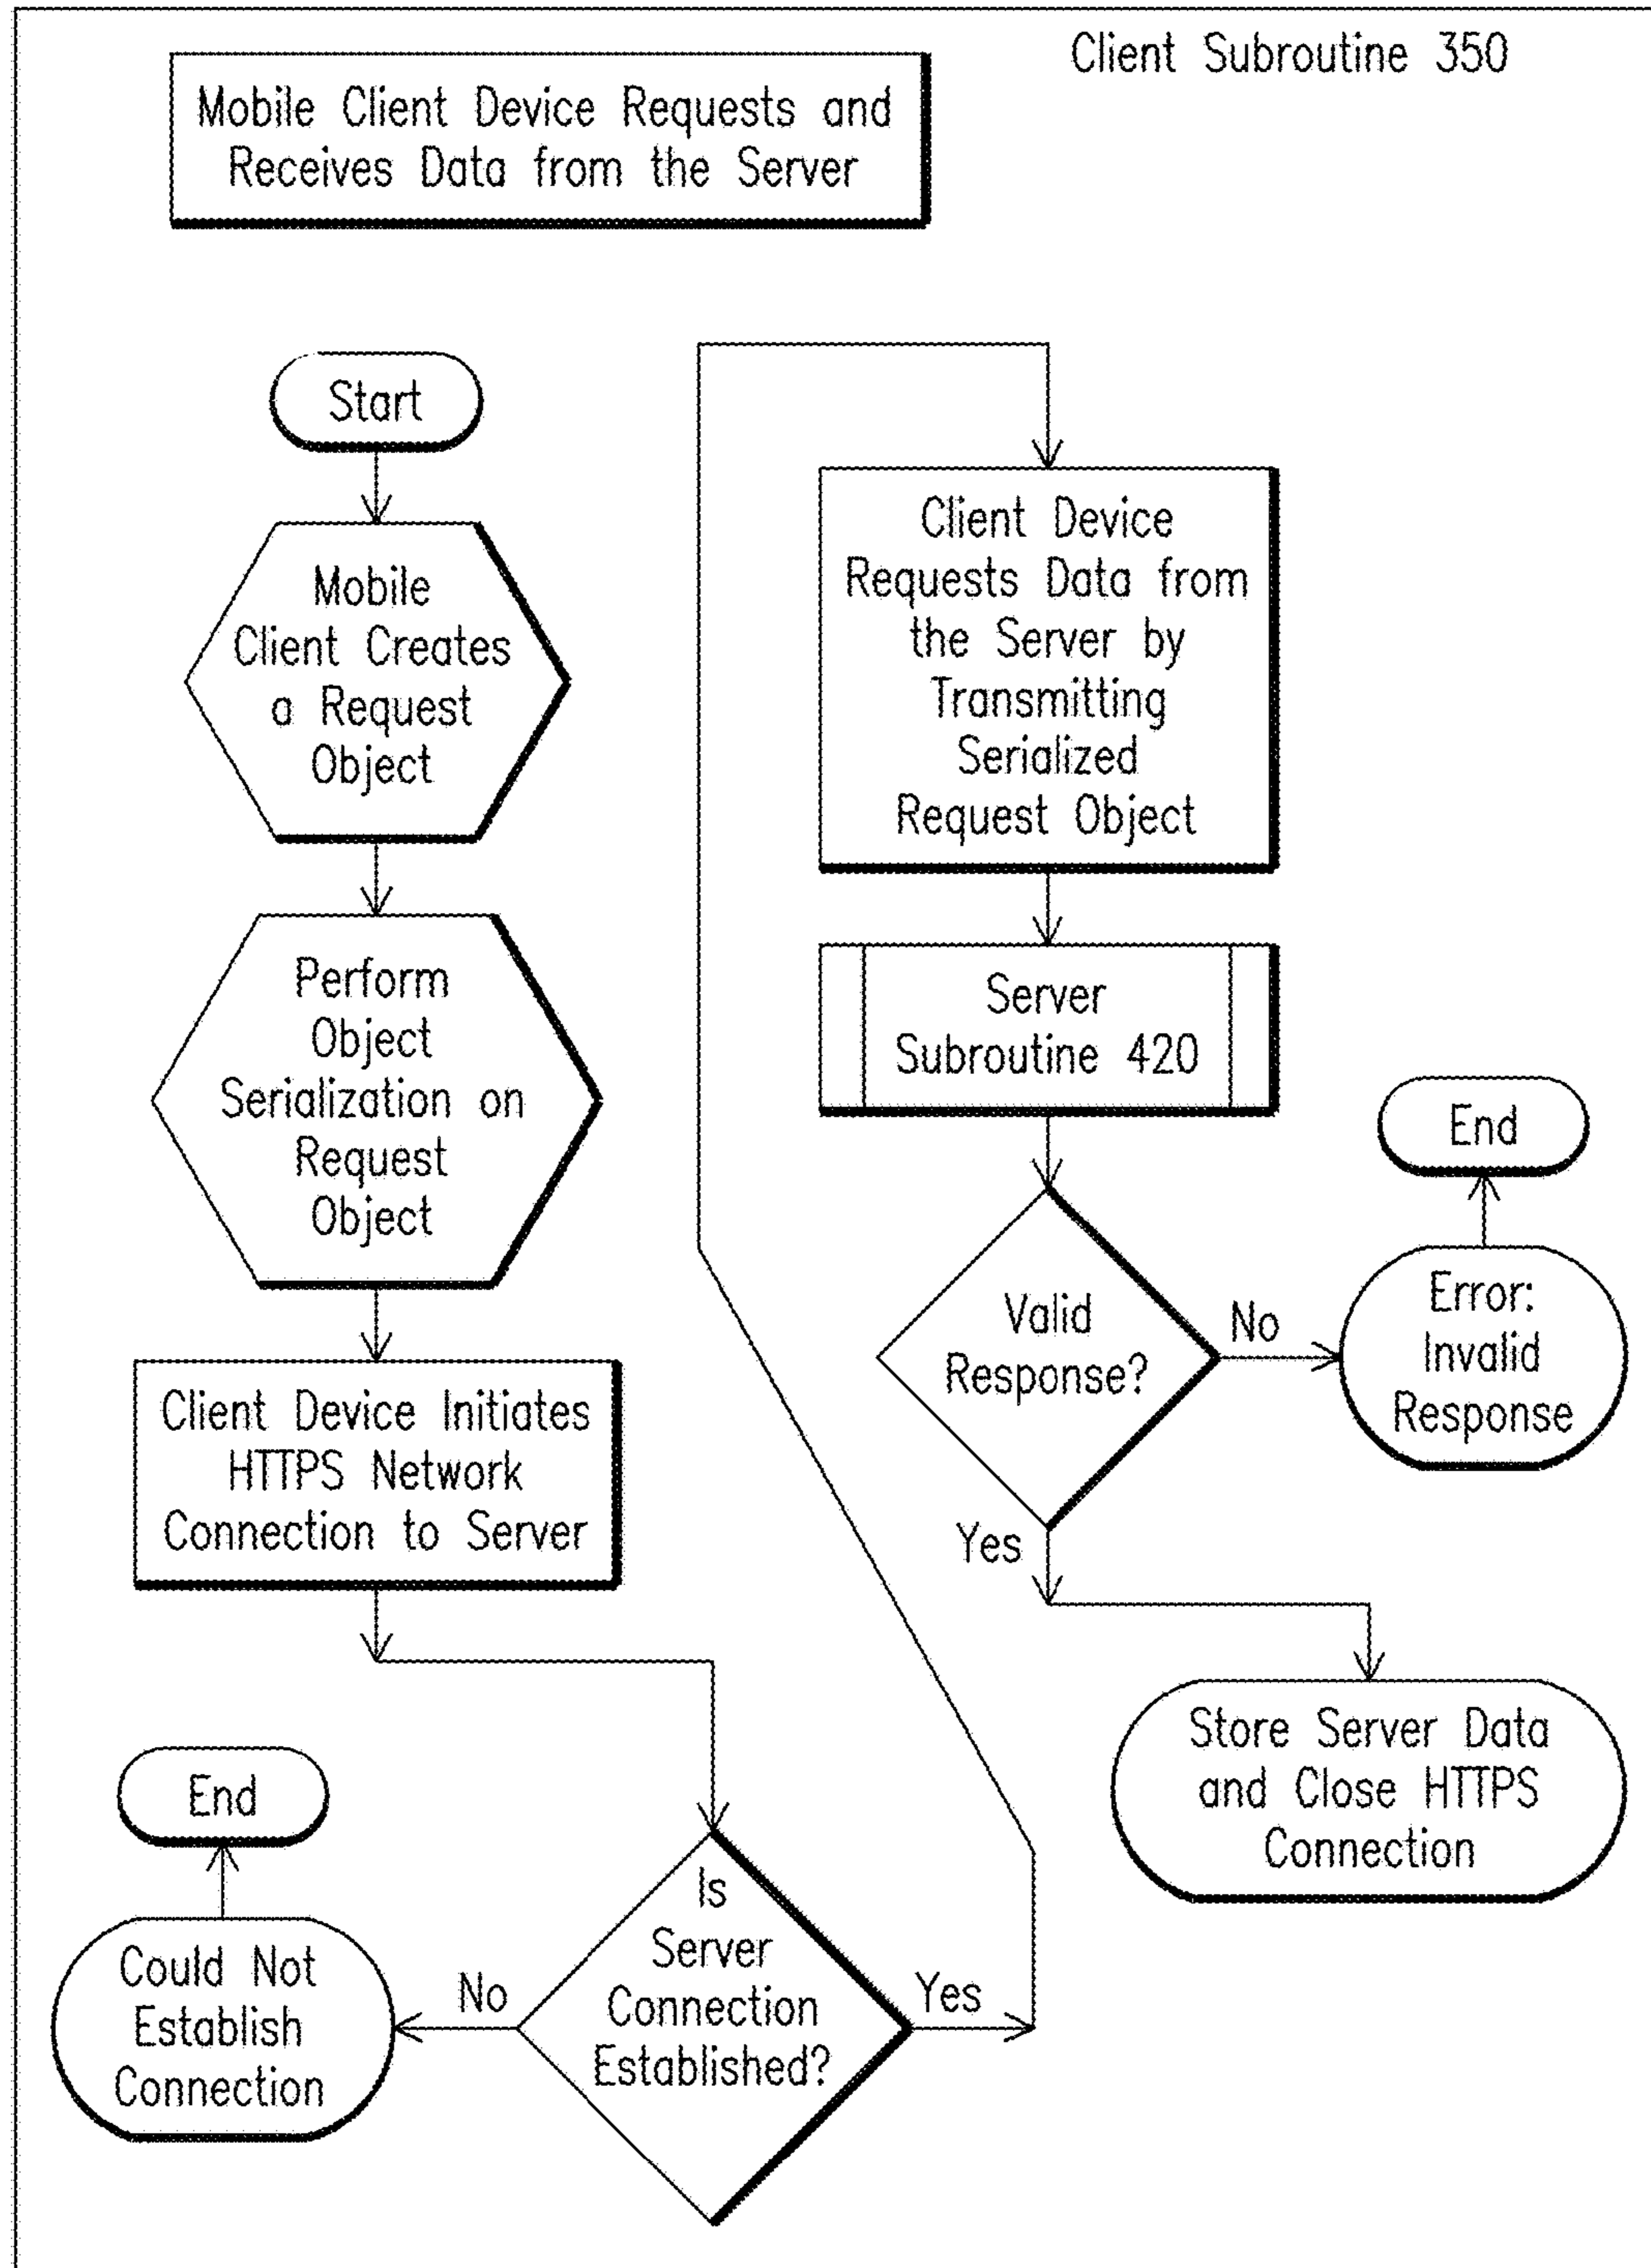 Client Subroutine 350
Mobile Client Device Requests and
Receives Data from the Server
Start
Mobile
Client Creates
a Request
Object
Perform
Object
Serialization on
Request
Object
Client Device Initiates
HTTPS Network
Connection to Server
Is
Server
Connection
Established?
No
Could Not
Establish
Connection
End
Yes
Client Device
Requests Data from
the Server by
Transmitting
Serialized
Request Object
Server
Subroutine 420
Valid
Response?
No
Error:
Invalid
Response
End
Yes
Store Server Data
and Close HTTPS
Connection